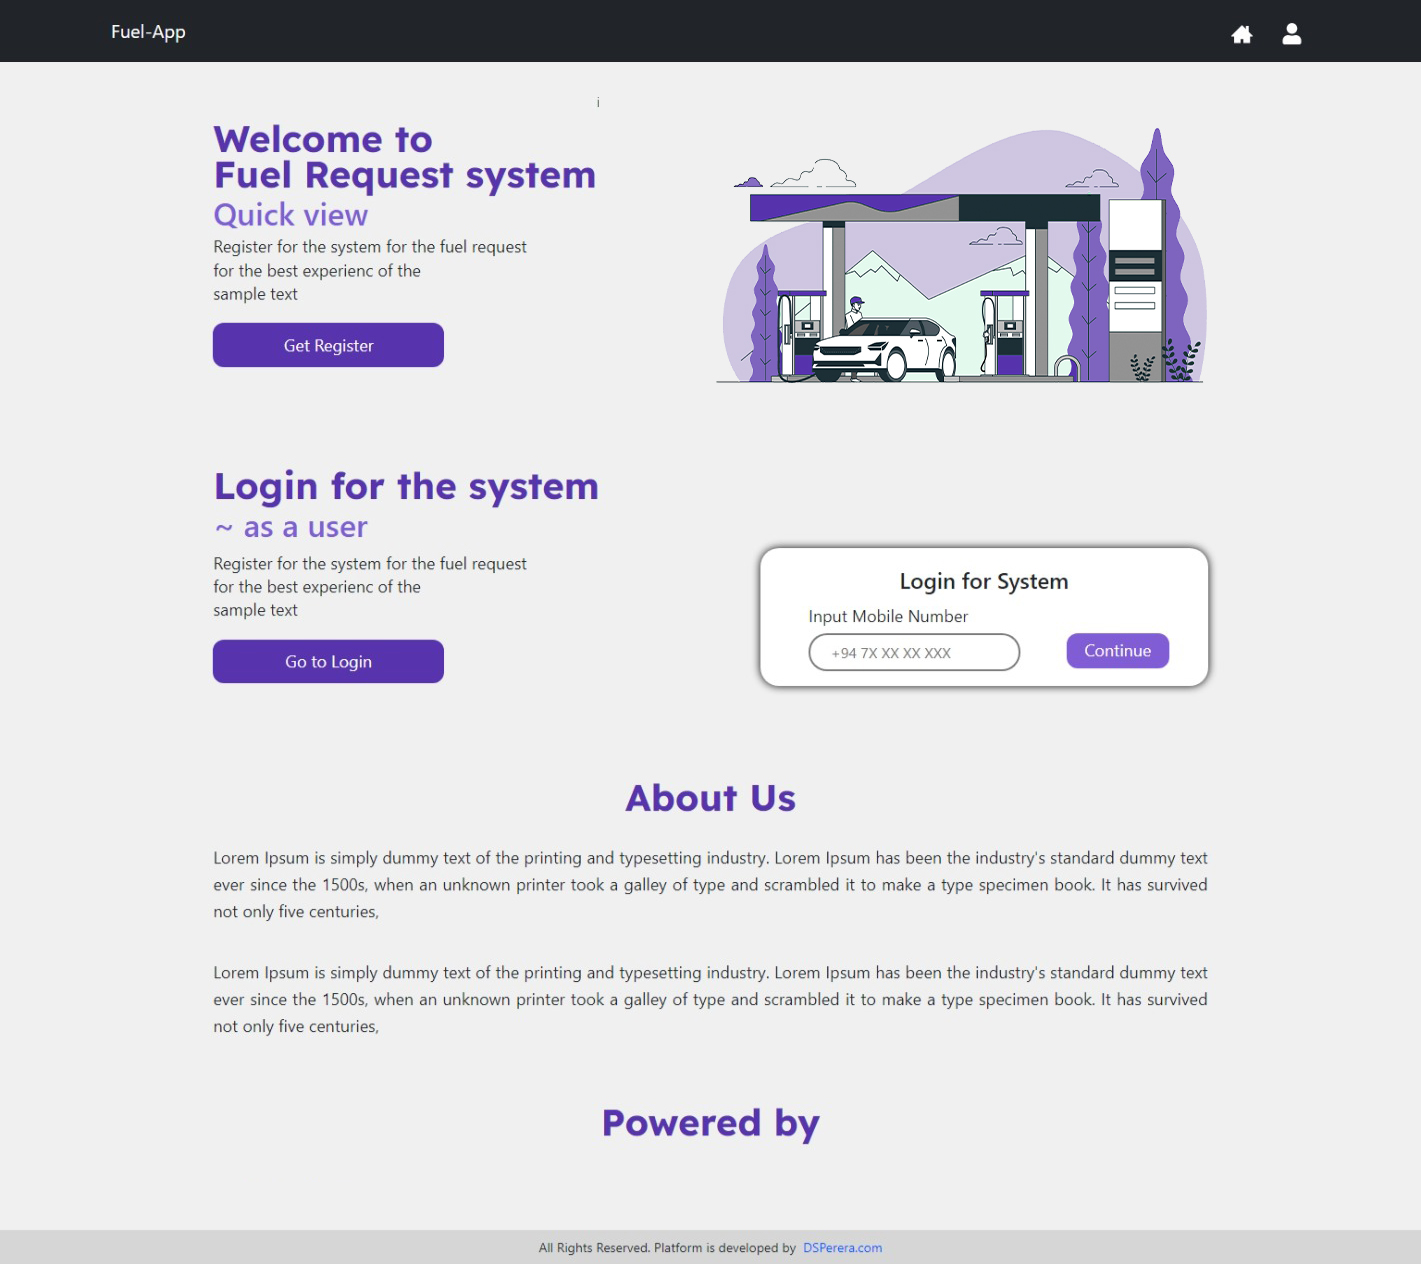 Fuel-App
i
Welcome to
Fuel Request system
Quick view
Register for the system for the fuel request
for the best experienc of the
sample text
Get Register
Login for the system
~ as a user
Register for the system for the fuel request
for the best experienc of the
sample text
Go to Login
Login for System
Input Mobile Number
+94 7X XX XX XXX
Continue
About Us
Lorem Ipsum is simply dummy text of the printing and typesetting industry. Lorem Ipsum has been the industry's standard dummy text
ever since the 1500s, when an unknown printer took a galley of type and scrambled it to make a type specimen book. It has survived
not only five centuries,
Lorem Ipsum is simply dummy text of the printing and typesetting industry. Lorem Ipsum has been the industry's standard dummy text
ever since the 1500s, when an unknown printer took a galley of type and scrambled it to make a type specimen book. It has survived
not only five centuries,
Powered by
All Rights Reserved. Platform is developed by DSPerera.com